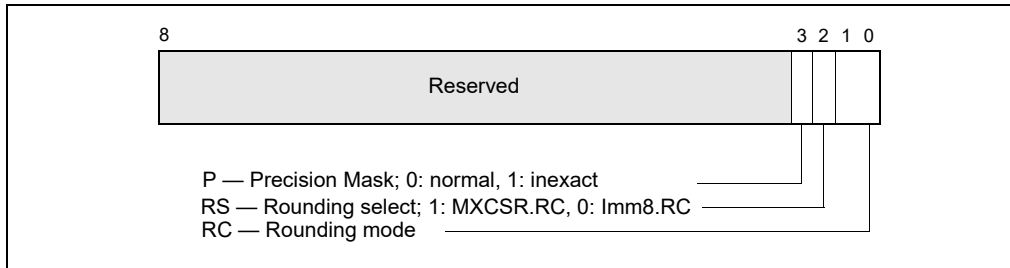 8 3 2 1 0
Reserved
P — Precision Mask; 0: normal, 1: inexact
RS — Rounding select; 1: MXCSR.RC, 0: Imm8.RC
RC — Rounding mode